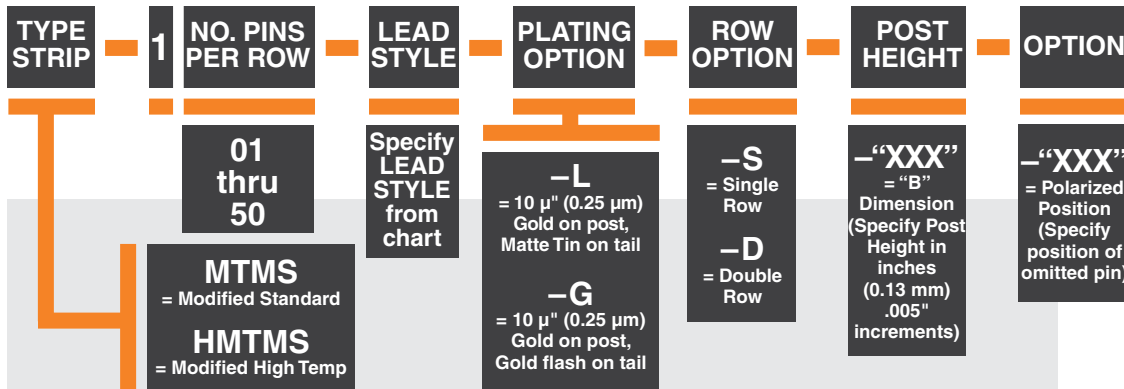 TYPE
STRIP
1
NO. PINS
PER ROW
LEAD
STYLE
PLATING
OPTION
ROW
OPTION
POST
HEIGHT
OPTION
01
thru
50
MTMS
= Modified Standard
HMTMS
= Modified High Temp
Specify
LEAD
STYLE
from
chart
–L
= 10 µ" (0.25 µm)
Gold on post,
Matte Tin on tail
–G
= 10 µ" (0.25 µm)
Gold on post,
Gold flash on tail
–S
= Single
Row
–D
= Double
Row
–“XXX”
= “B”
Dimension
(Specify Post
Height in
inches
(0.13 mm)
.005"
increments)
–“XXX”
= Polarized
Position
(Specify
position of
omitted pin)